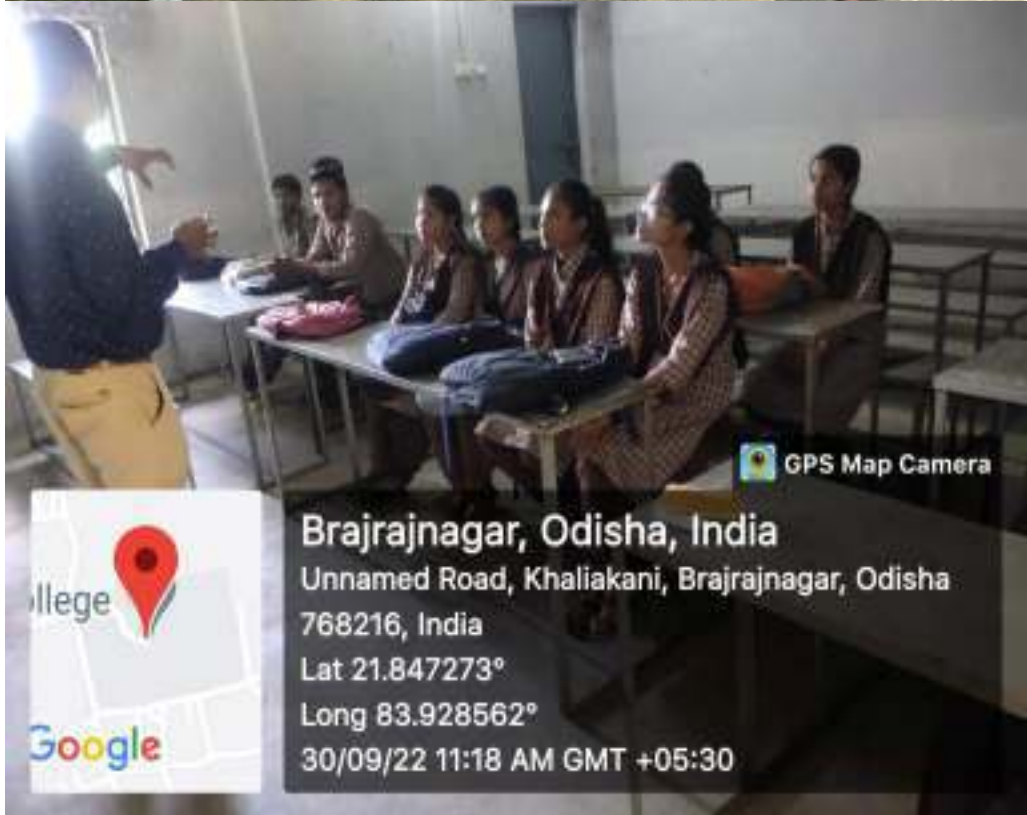 GPS Map Camera
Brajrajnagar, Odisha, India
Unnamed Road, Khaliakani, Brajrajnagar, Odisha
768216, India
Lat 21.847273°
Long 83.928562°
30/09/22 11:18 AM GMT +05:30
llege
Google